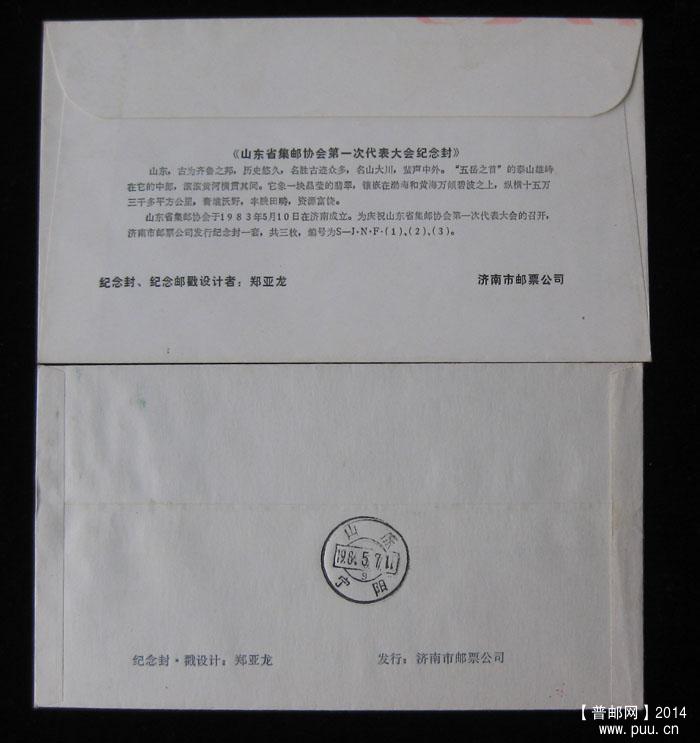 《山东省集邮协会第一次代表大会纪念封》
山东，古为齐鲁之邦，历史悠久，名胜古迹众多，名山大川，蜚声中外。“五岳之首”的泰山雄峙
在它的中部，滚滚黄河横贯其间。它象一块晶莹的翡翠，镶嵌在渤海和黄海万顷碧波之上，纵横十五万
三千多平方公里，膏壤沃野，丰腴田畴，资源富饶。
山东省集邮协会于1983年5月10日在济南成立。为庆祝山东省集邮协会第一次代表大会的召开，
济南市邮票公司发行纪念封一套，共三枚，编号为S—J·N·F·(1)、(2)、(3)。
纪念封、纪念邮戳设计者：郑亚龙 济南市邮票公司
山东
1984.5.7.17
9
宁阳
纪念封·戳设计：郑亚龙 发行：济南市邮票公司
【普邮网】2014
www.puu.cn